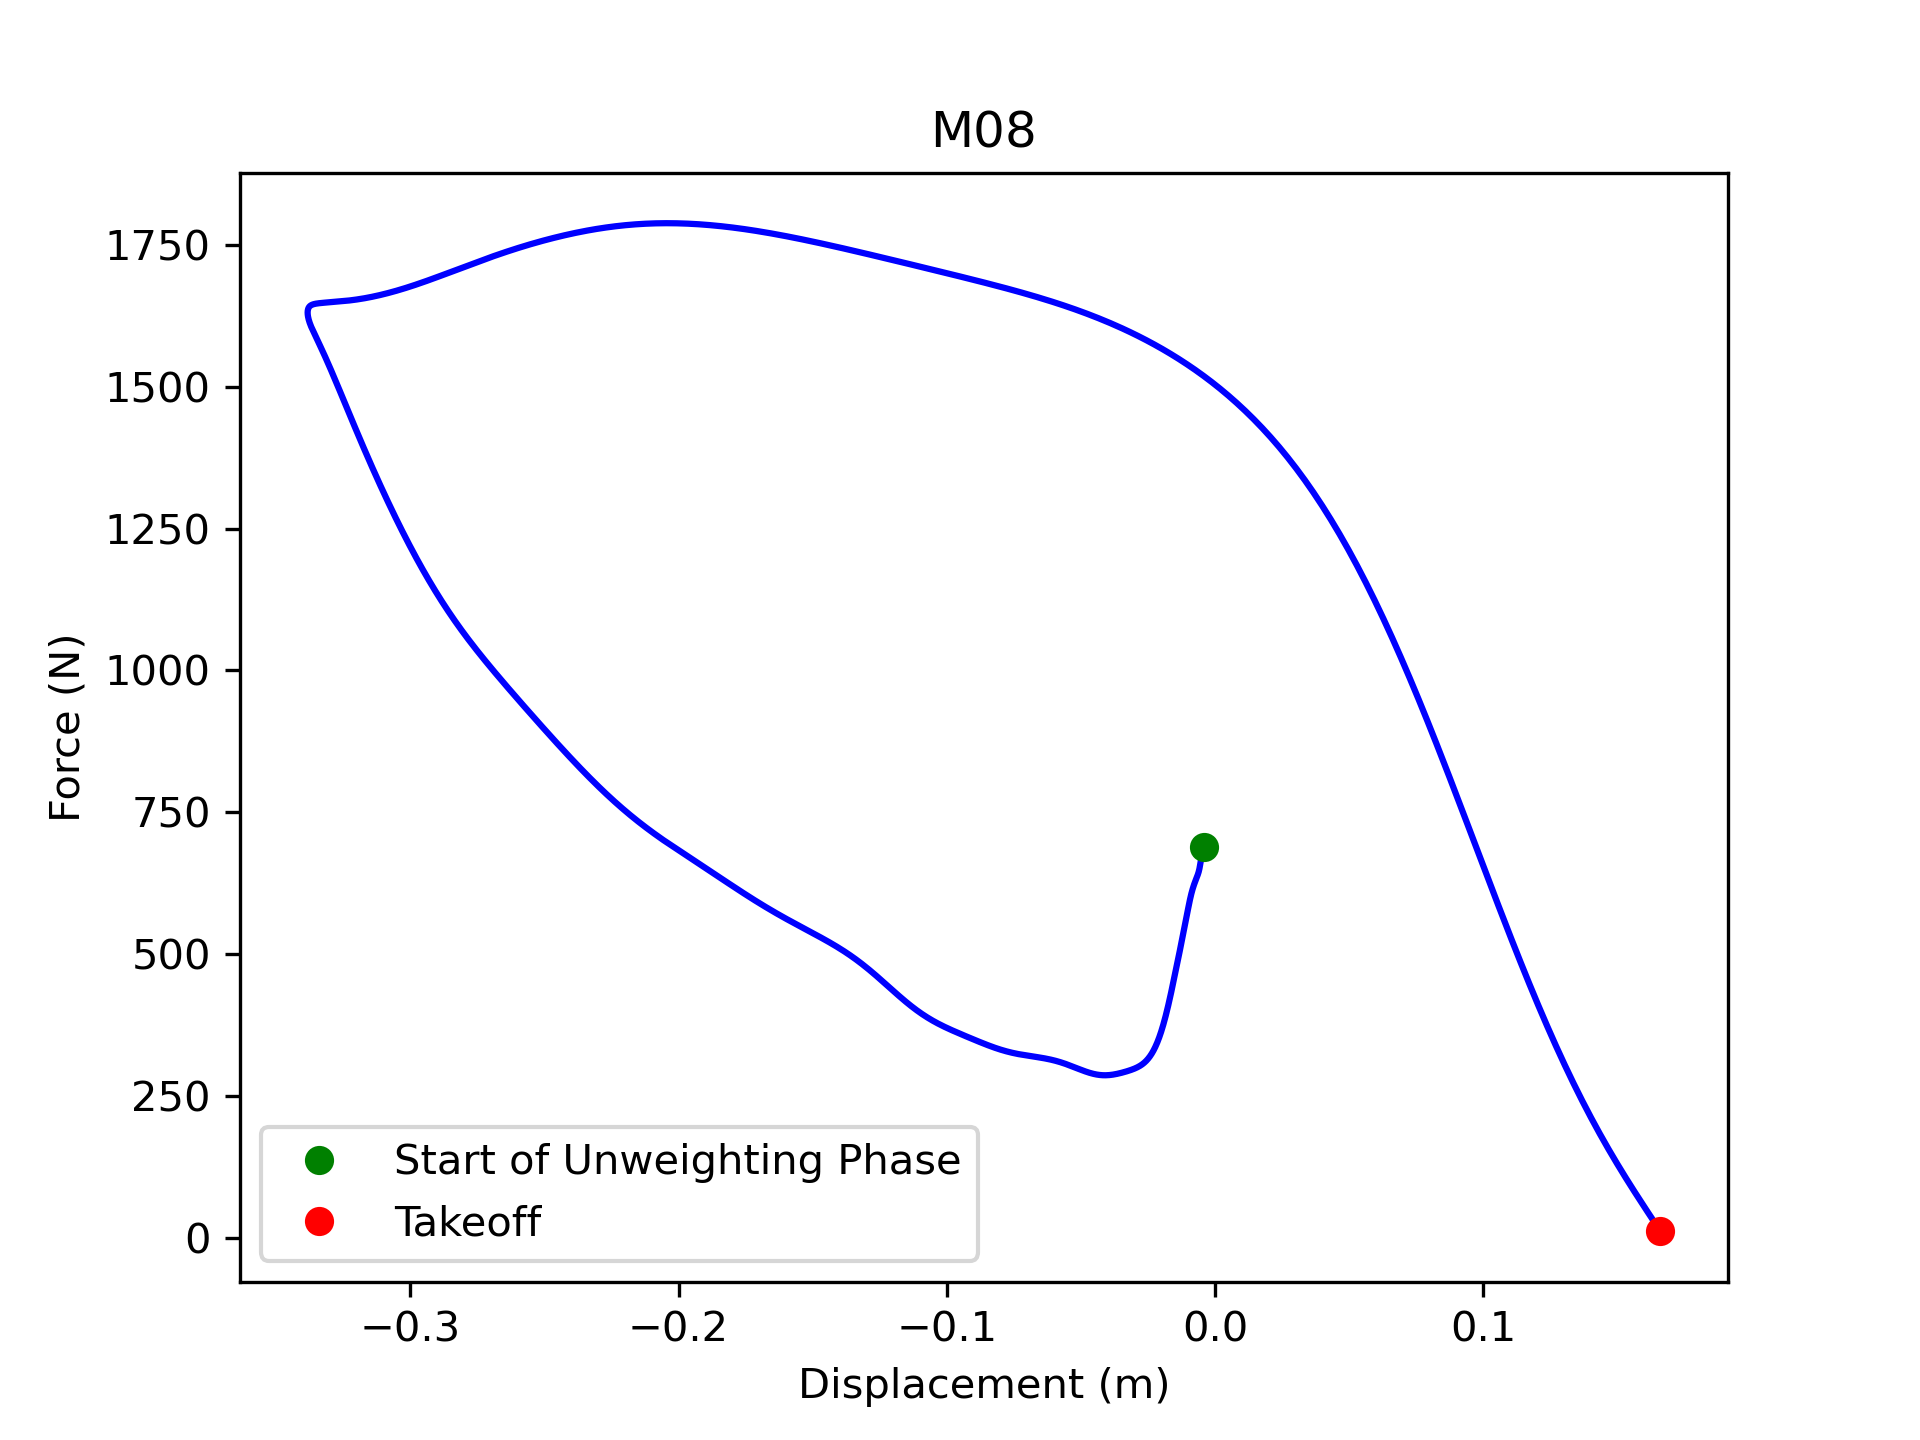 M08
1750
1500
1250
1000
750
500
250
0
Force (N)
Start of Unweighting Phase
Takeoff
−0.3 −0.2 −0.1 0.0 0.1
Displacement (m)